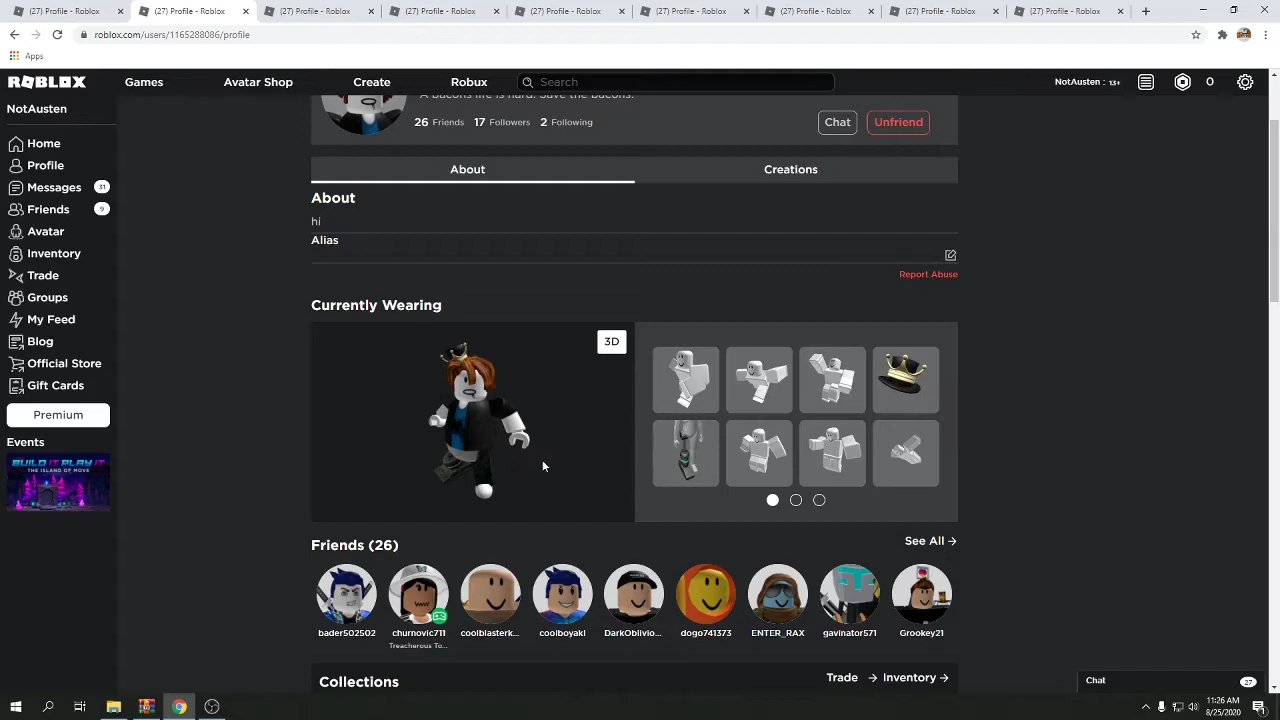 (27) Profile - Roblox (27) Profile - Roblox (27) Profile - Roblox (27) Profile - Roblox (27) Profile - Roblox (27) Profile - Roblox (27) Profile - Roblox (27) Profile - Roblox (27) Profile - Roblox
roblox.com/users/1165288086/profile
Apps
ROBLOX Games Avatar Shop Create Robux Search NotAusten : 13+ 0
NotAusten
Home
Profile
Messages 31
Friends 9
Avatar
Inventory
Trade
Groups
My Feed
Blog
Official Store
Gift Cards
Premium
Events
BUILD IT PLAY IT
THE ISLAND OF MOVE
A bacons life is hard. Save the bacons.
26 Friends 17 Followers 2 Following
Chat Unfriend
About Creations
About
hi
Alias
Report Abuse
Currently Wearing
3D
Friends (26) See All
bader502502 churnovic711 coolblasterk... coolboyakl DarkOblivio... dogo741373 ENTER_RAX gavinator571 Grookey21
Treacherous To...
Collections Trade Inventory
Chat 27
11:26 AM
8/25/2020